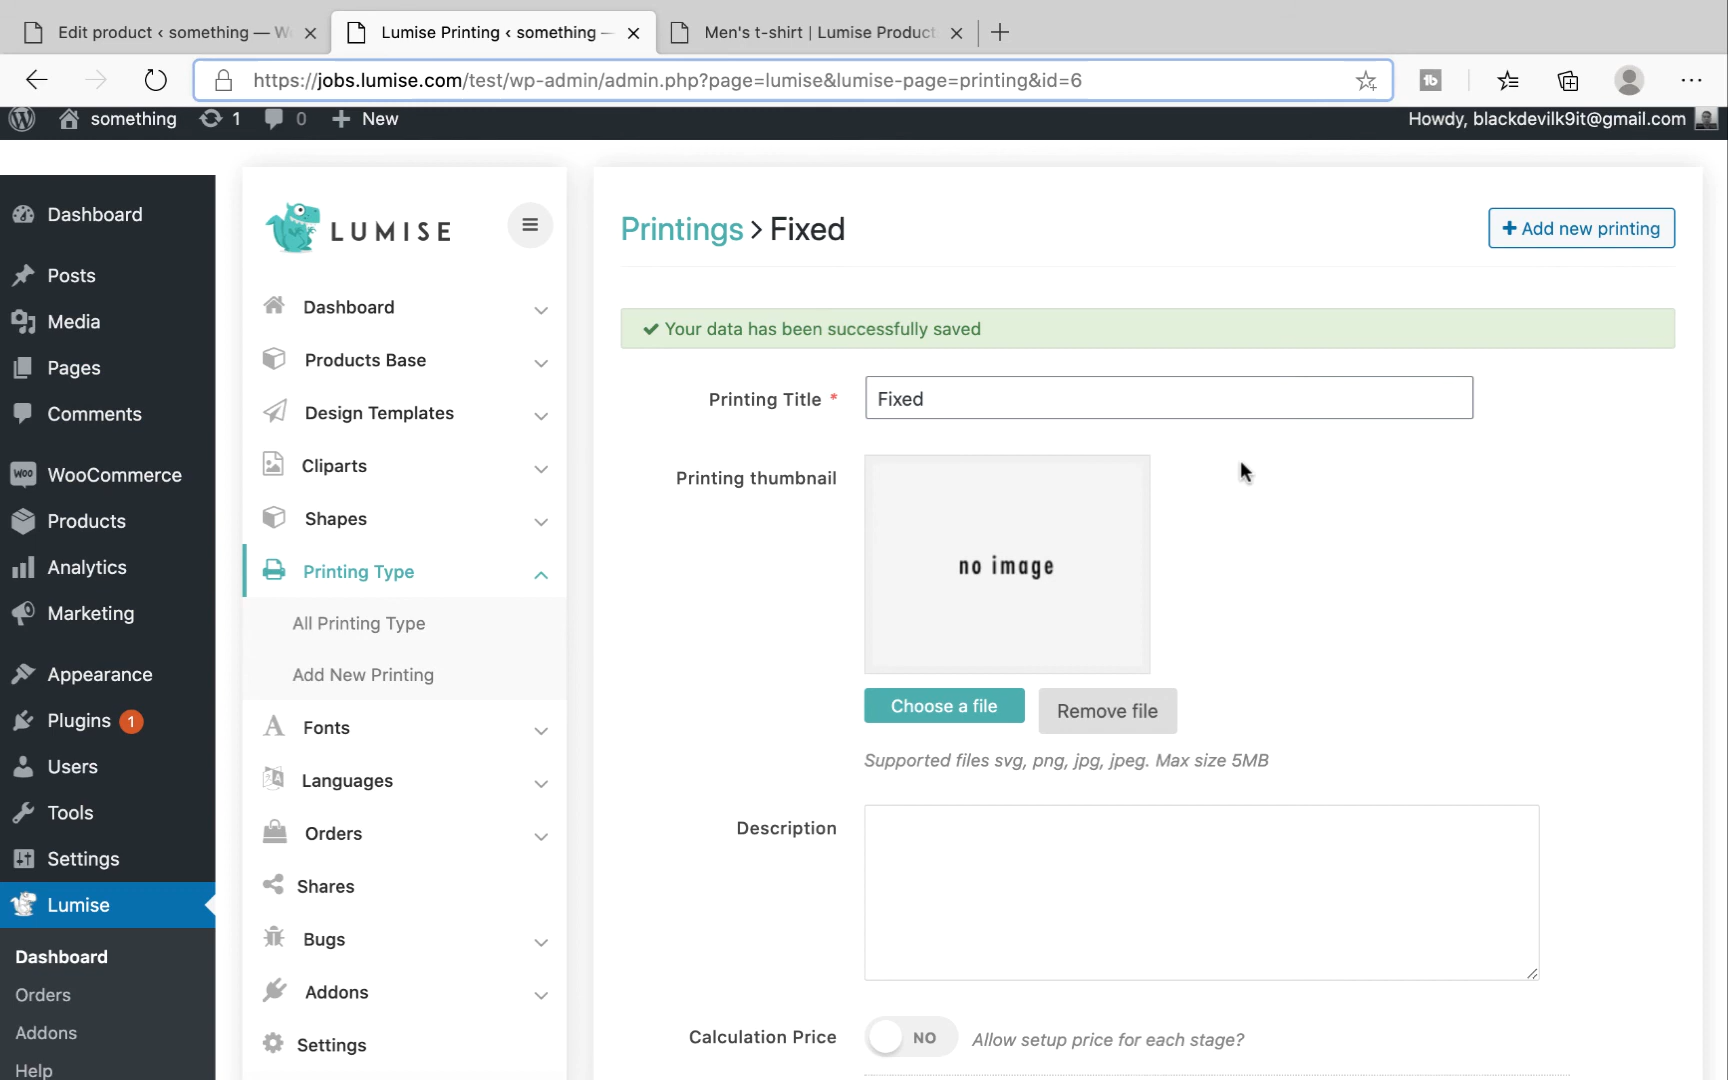 Edit product ‹ something — W
Lumise Printing ‹ something —
Men's t-shirt | Lumise Product
https://jobs.lumise.com/test/wp-admin/admin.php?page=lumise&lumise-page=printing&id=6
something
1
0
New
Howdy, blackdevilk9it@gmail.com
Dashboard
Posts
Media
Pages
Comments
WooCommerce
Products
Analytics
Marketing
Appearance
Plugins 1
Users
Tools
Settings
Lumise
Dashboard
Orders
Addons
Help
LUMISE
Dashboard
Products Base
Design Templates
Cliparts
Shapes
Printing Type
All Printing Type
Add New Printing
Fonts
Languages
Orders
Shares
Bugs
Addons
Settings
Printings > Fixed
+ Add new printing
✔ Your data has been successfully saved
Printing Title *
Fixed
Printing thumbnail
no image
Choose a file
Remove file
Supported files svg, png, jpg, jpeg. Max size 5MB
Description
Calculation Price
NO
Allow setup price for each stage?